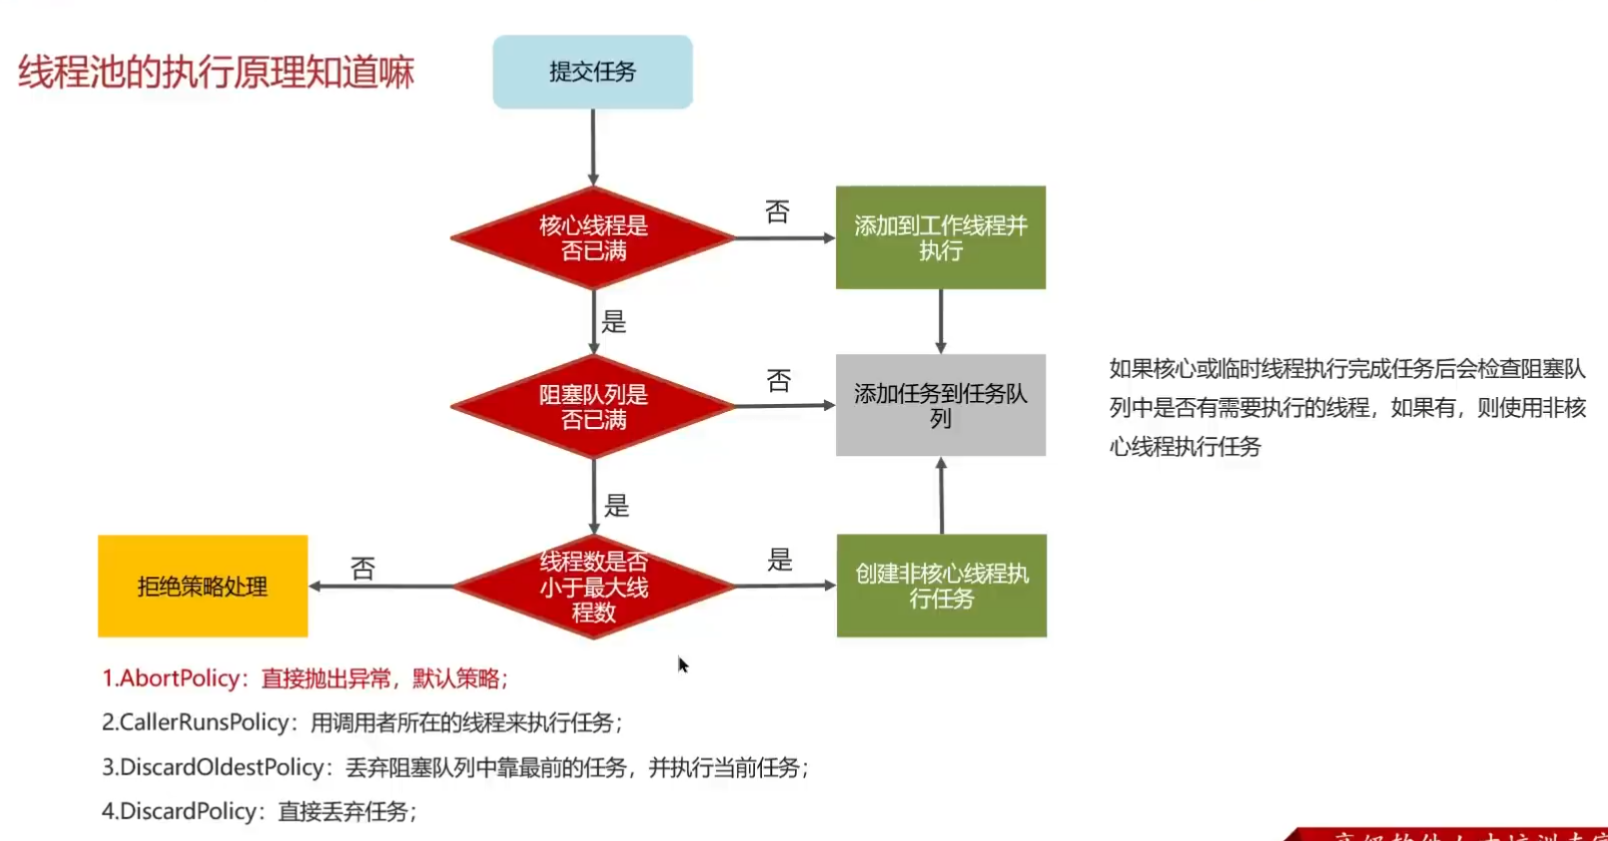 线程池的执行原理知道嘛
提交任务
核心线程是
否已满
否
添加到工作线程并
执行
是
阻塞队列是
否已满
否
添加任务到任务队
列
如果核心或临时线程执行完成任务后会检查阻塞队
列中是否有需要执行的线程，如果有，则使用非核
心线程执行任务
是
线程数是否
小于最大线
程数
否
拒绝策略处理
是
创建非核心线程执
行任务
1.AbortPolicy：直接抛出异常，默认策略；
2.CallerRunsPolicy：用调用者所在的线程来执行任务；
3.DiscardOldestPolicy：丢弃阻塞队列中靠最前的任务，并执行当前任务；
4.DiscardPolicy：直接丢弃任务；